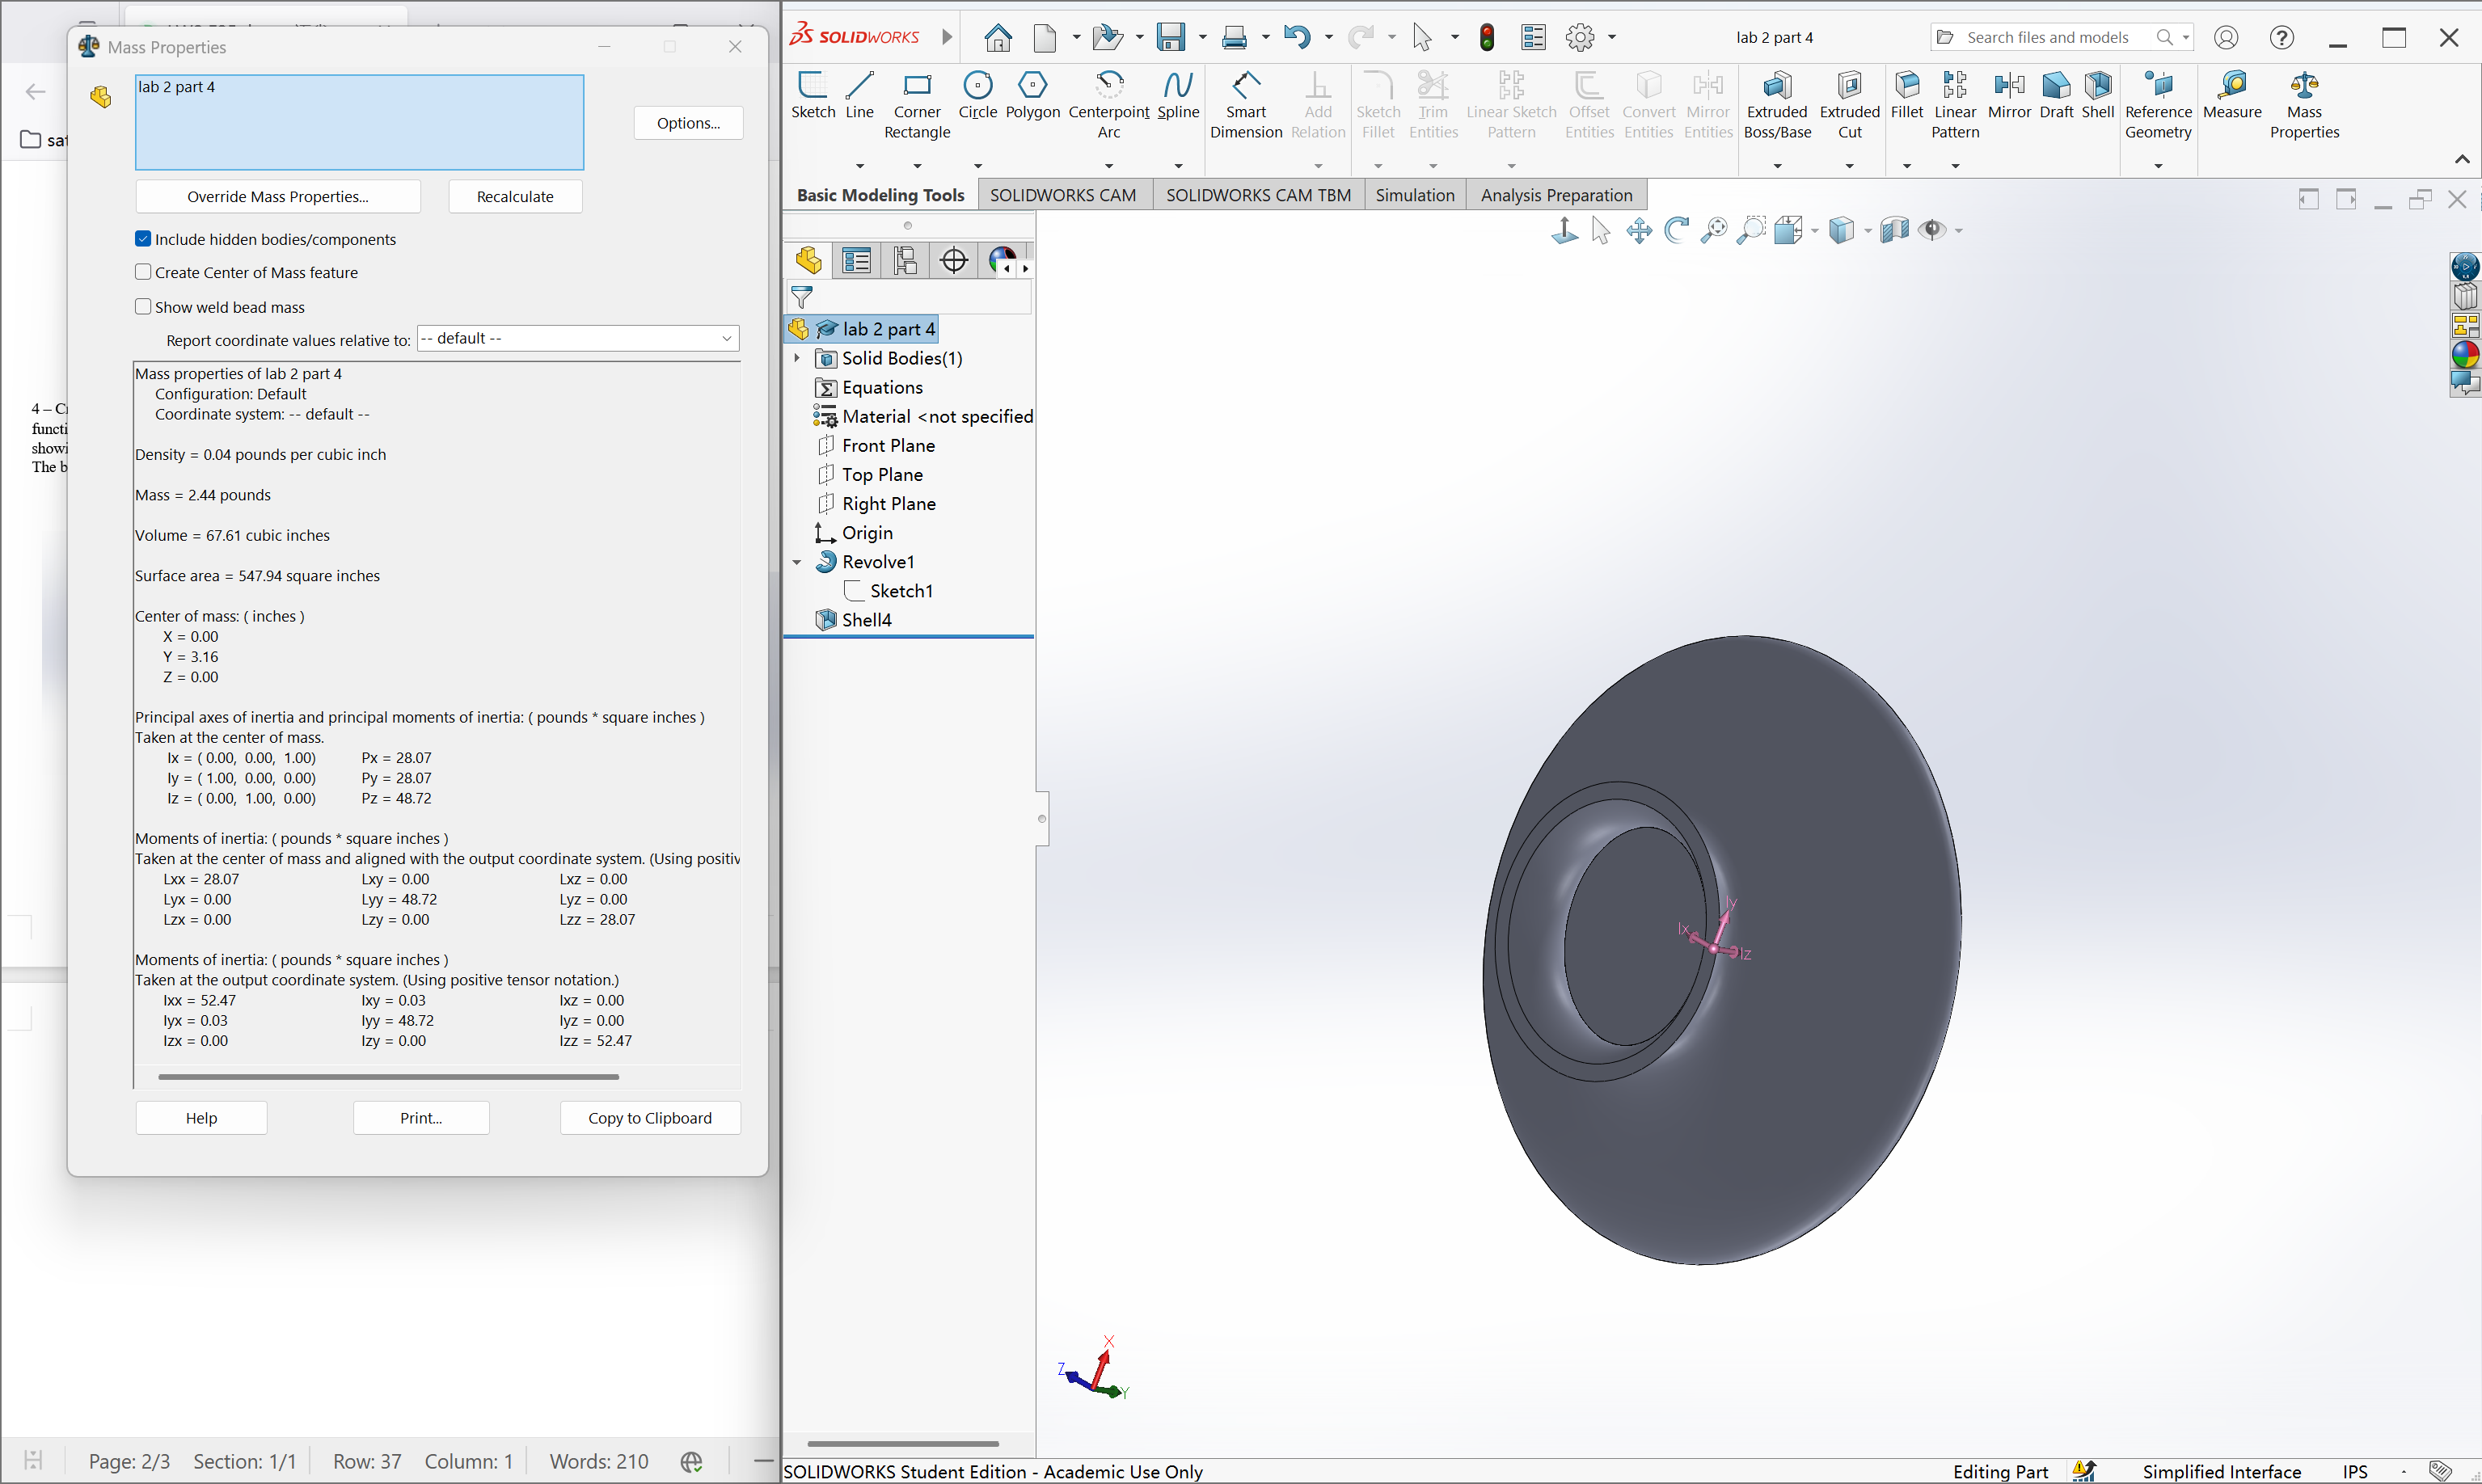 Mass Properties
lab 2 part 4
Options...
Override Mass Properties...
Recalculate
Include hidden bodies/components
Create Center of Mass feature
Show weld bead mass
Report coordinate values relative to: -- default --
Mass properties of lab 2 part 4
Configuration: Default
Coordinate system: -- default --
Density = 0.04 pounds per cubic inch
Mass = 2.44 pounds
Volume = 67.61 cubic inches
Surface area = 547.94 square inches
Center of mass: ( inches )
X = 0.00
Y = 3.16
Z = 0.00
Principal axes of inertia and principal moments of inertia: ( pounds * square inches )
Taken at the center of mass.
Ix = ( 0.00, 0.00, 1.00) Px = 28.07
Iy = ( 1.00, 0.00, 0.00) Py = 28.07
Iz = ( 0.00, 1.00, 0.00) Pz = 48.72
Moments of inertia: ( pounds * square inches )
Taken at the center of mass and aligned with the output coordinate system. (Using positiv
Lxx = 28.07 Lxy = 0.00 Lxz = 0.00
Lyx = 0.00 Lyy = 48.72 Lyz = 0.00
Lzx = 0.00 Lzy = 0.00 Lzz = 28.07
Moments of inertia: ( pounds * square inches )
Taken at the output coordinate system. (Using positive tensor notation.)
Ixx = 52.47 Ixy = 0.03 Ixz = 0.00
Iyx = 0.03 Iyy = 48.72 Iyz = 0.00
Izx = 0.00 Izy = 0.00 Izz = 52.47
Help
Print...
Copy to Clipboard
4 – C
functi
showi
The b
Page: 2/3 Section: 1/1 Row: 37 Column: 1 Words: 210
SOLIDWORKS
lab 2 part 4
Search files and models
Sketch
Line
Corner Rectangle
Circle
Polygon
Centerpoint Arc
Spline
Smart Dimension
Add Relation
Sketch Fillet
Trim Entities
Linear Sketch Pattern
Offset Entities
Convert Entities
Mirror Entities
Extruded Boss/Base
Extruded Cut
Fillet
Linear Pattern
Mirror
Draft
Shell
Reference Geometry
Measure
Mass Properties
Basic Modeling Tools
SOLIDWORKS CAM
SOLIDWORKS CAM TBM
Simulation
Analysis Preparation
lab 2 part 4
Solid Bodies(1)
Equations
Material <not specified
Front Plane
Top Plane
Right Plane
Origin
Revolve1
Sketch1
Shell4
Iy
Ix
Iz
X
Z
Y
SOLIDWORKS Student Edition - Academic Use Only
Editing Part
Simplified Interface
IPS